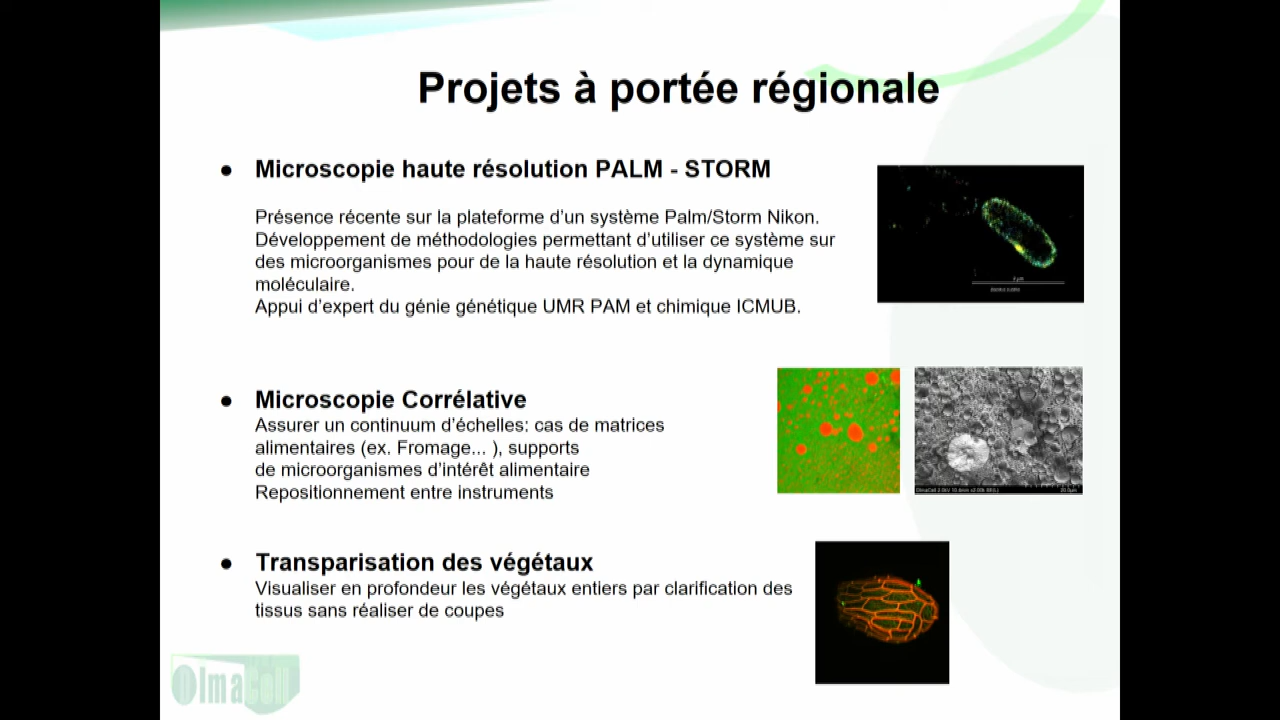 Projets à portée régionale
● Microscopie haute résolution PALM - STORM
Présence récente sur la plateforme d'un système Palm/Storm Nikon.
Développement de méthodologies permettant d'utiliser ce système sur
des microorganismes pour de la haute résolution et la dynamique
moléculaire.
Appui d'expert du génie génétique UMR PAM et chimique ICMUB.
● Microscopie Corrélative
Assurer un continuum d'échelles: cas de matrices
alimentaires (ex. Fromage... ), supports
de microorganismes d'intérêt alimentaire
Repositionnement entre instruments
● Transparisation des végétaux
Visualiser en profondeur les végétaux entiers par clarification des
tissus sans réaliser de coupes
DImaCell